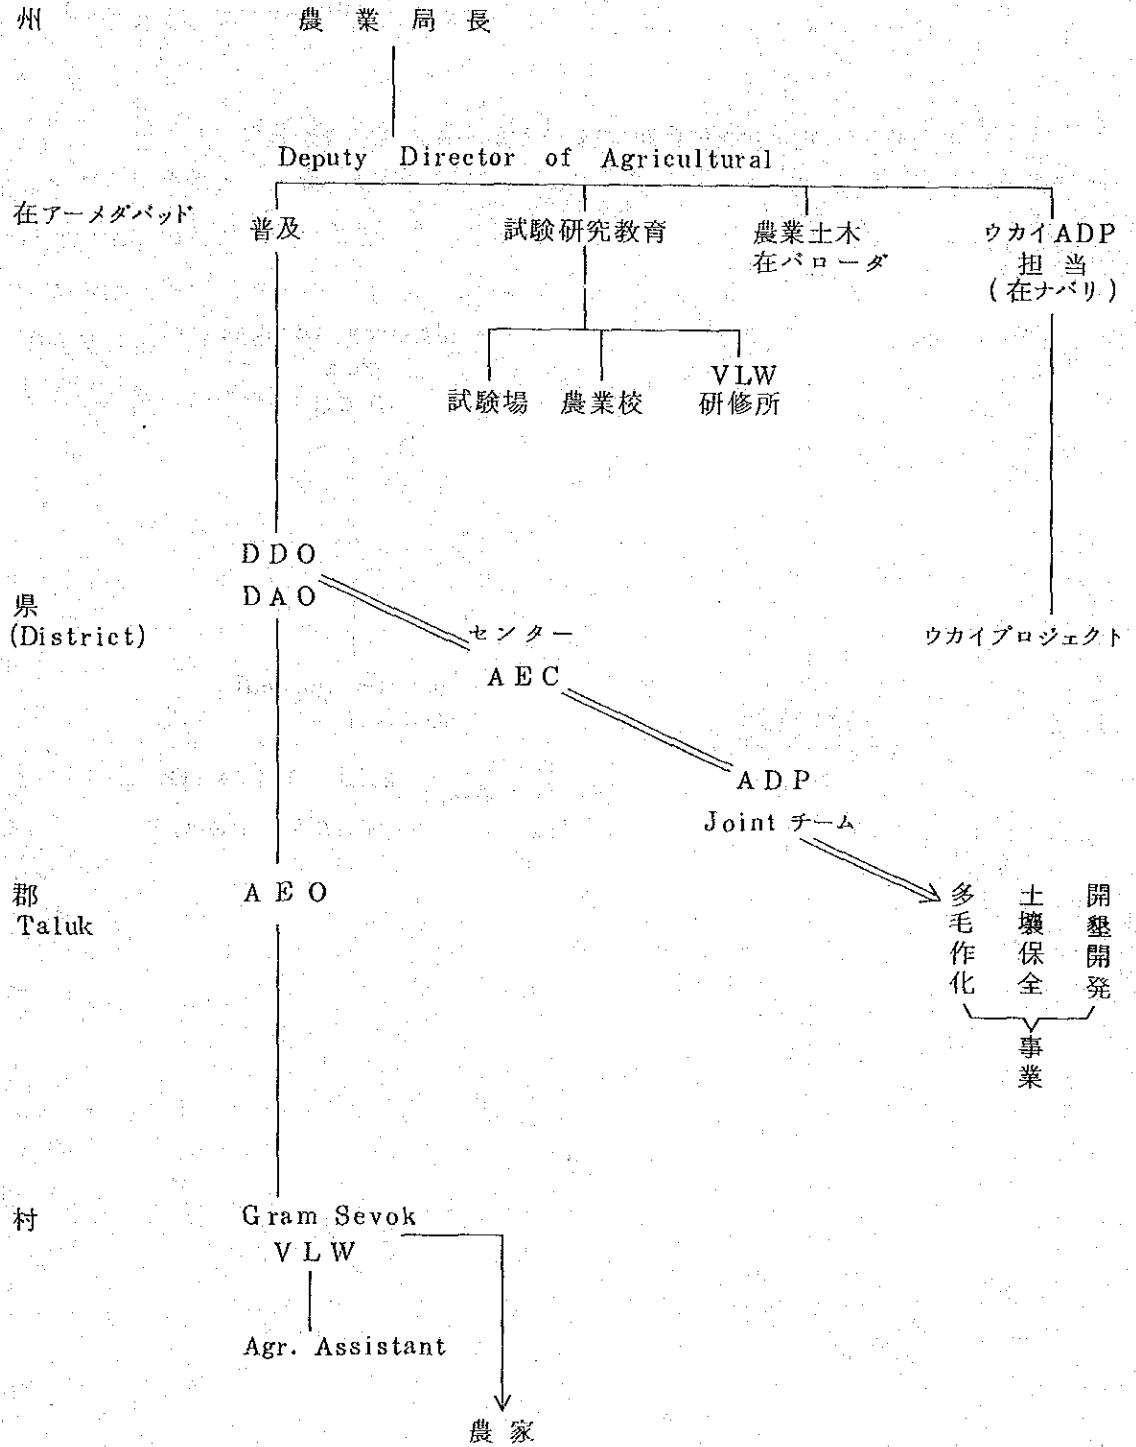 州 農業局長
Deputy Director of Agricultural
在アーメダバッド
普及 試験研究教育 農業土木 ウカイADP
在バローダ 担当
(在ナバリ)
試験場 農業校 VLW
研修所
DDO
DAO
県
(District)
センター
AEC
ウカイプロジェクト
ADP
Joint チーム
郡
Taluk
AEO
多毛作化
土壌保全
開墾開発
事業
村
Gram Sevok
VLW
Agr. Assistant
農家